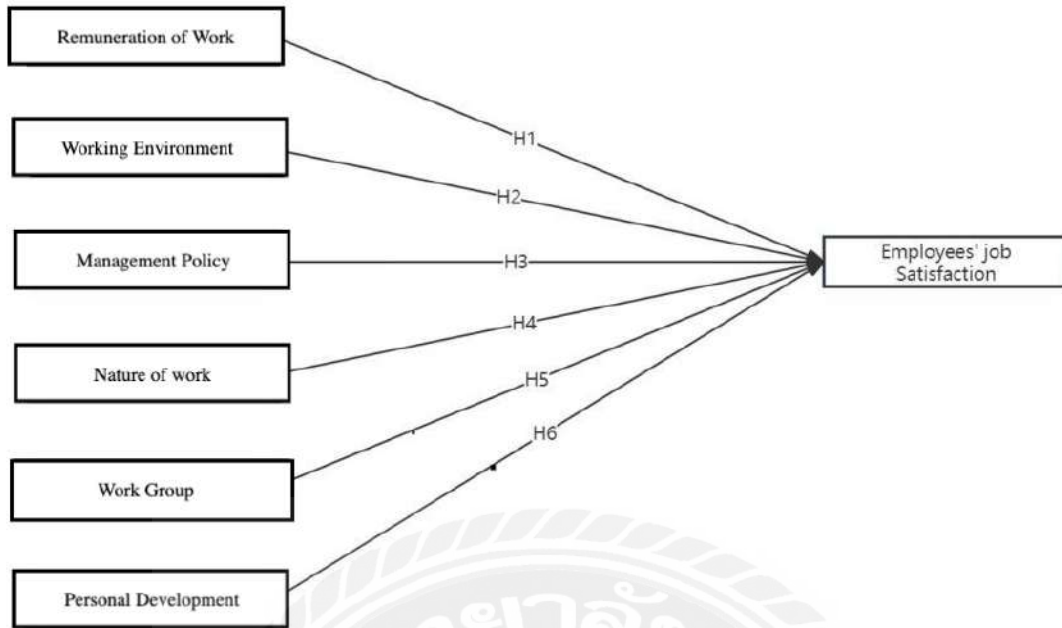 Remuneration of Work
H1
Working Environment
H2
Management Policy
H3
Employees' job
Satisfaction
Nature of work
H4
H5
Work Group
H6
Personal Development